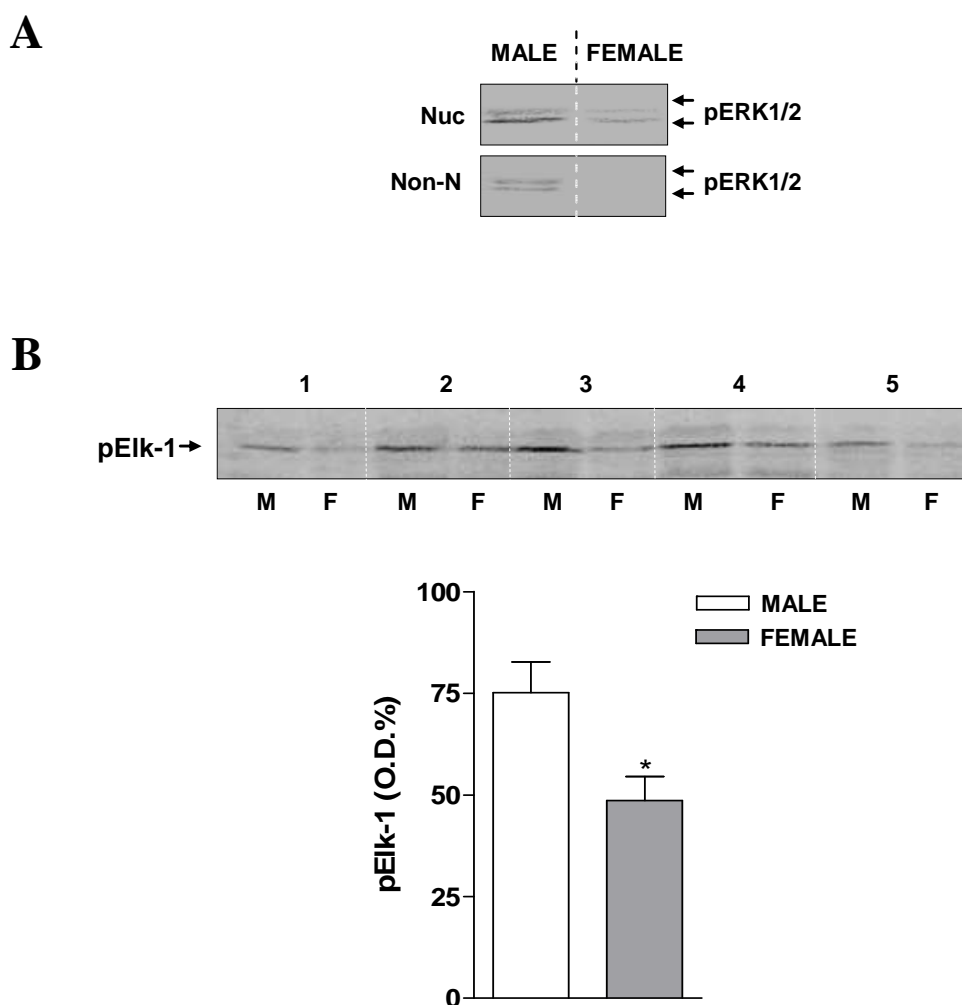 A
MALE FEMALE
Nuc pERK1/2
Non-N pERK1/2
B
1 2 3 4 5
pElk-1
M F M F M F M F M F
100
MALE
FEMALE
75
*
50
25
0
pElk-1 (O.D.%)